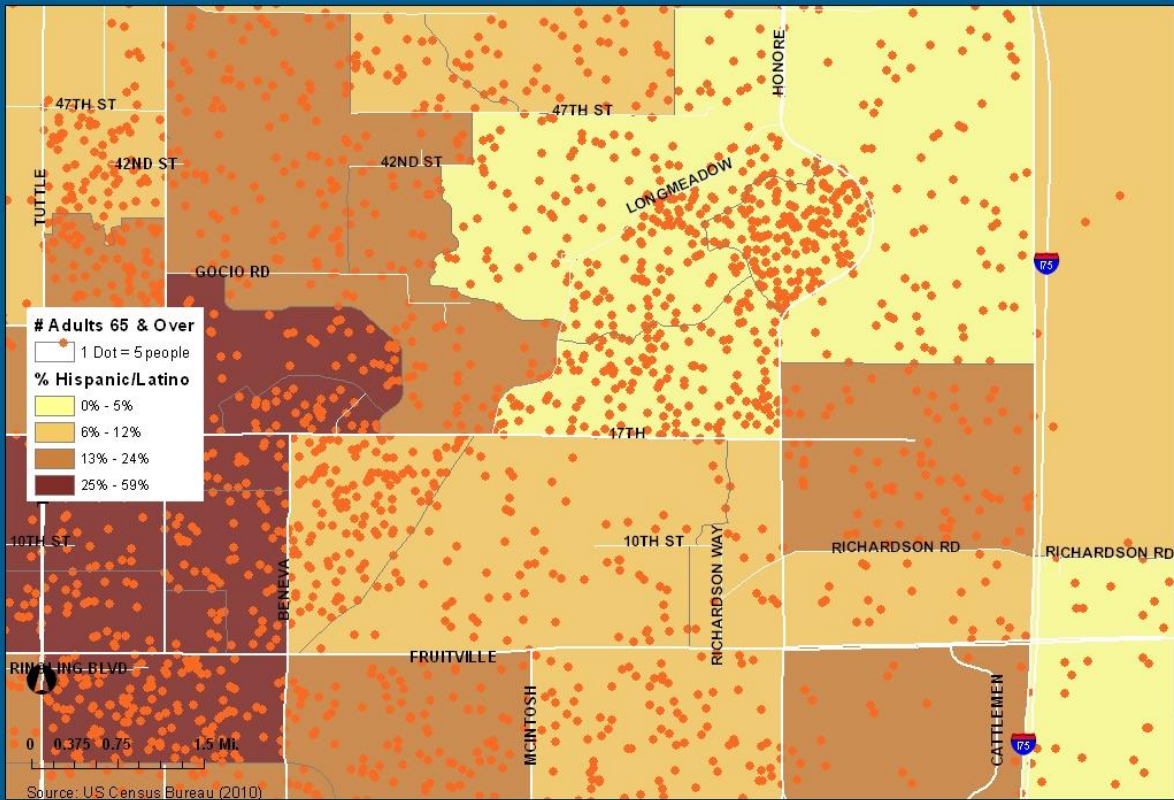 HONORE
47TH ST
47TH ST
42ND ST
42ND ST
TUTTLE
LONGMEADOW
GOCIO RD
175
# Adults 65 & Over
1 Dot = 5 people
% Hispanic/Latino
0% - 5%
6% - 12%
13% - 24%
25% - 59%
17TH
10TH ST
10TH ST
RICHARDSON RD
RICHARDSON RD
BENEVA
RICHARDSON WAY
FRUITVILLE
RINGLING BLVD
MCINTOSH
CATTLEMEN
175
0 0.375 0.75 1.5 Mi.
Source: US Census Bureau (2010)